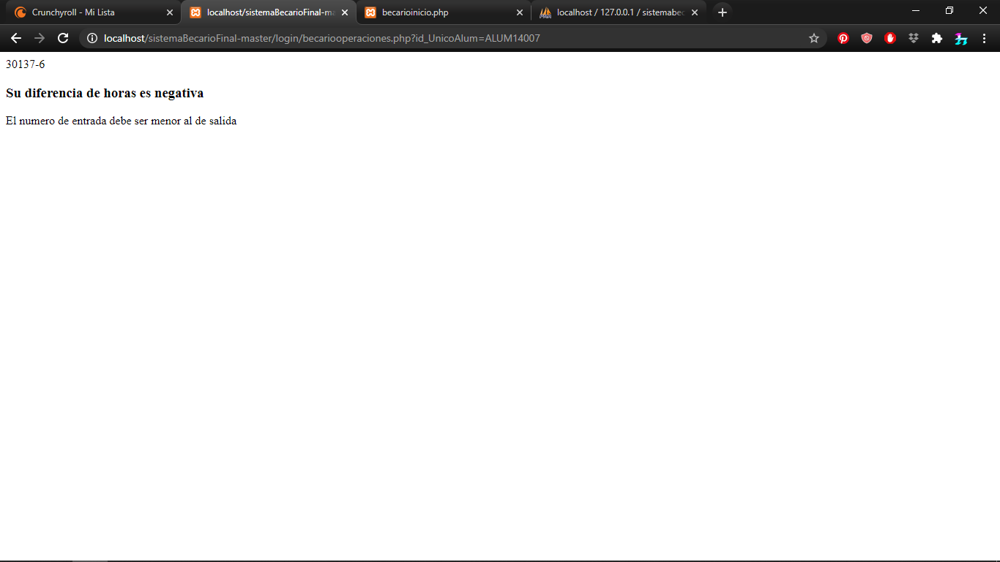 Crunchyroll - Mi Lista
localhost/sistemaBecarioFinal-ma
becarioinicio.php
localhost / 127.0.0.1 / sistemabec
localhost/sistemaBecarioFinal-master/login/becariooperaciones.php?id_UnicoAlum=ALUM14007
30137-6
Su diferencia de horas es negativa
El numero de entrada debe ser menor al de salida